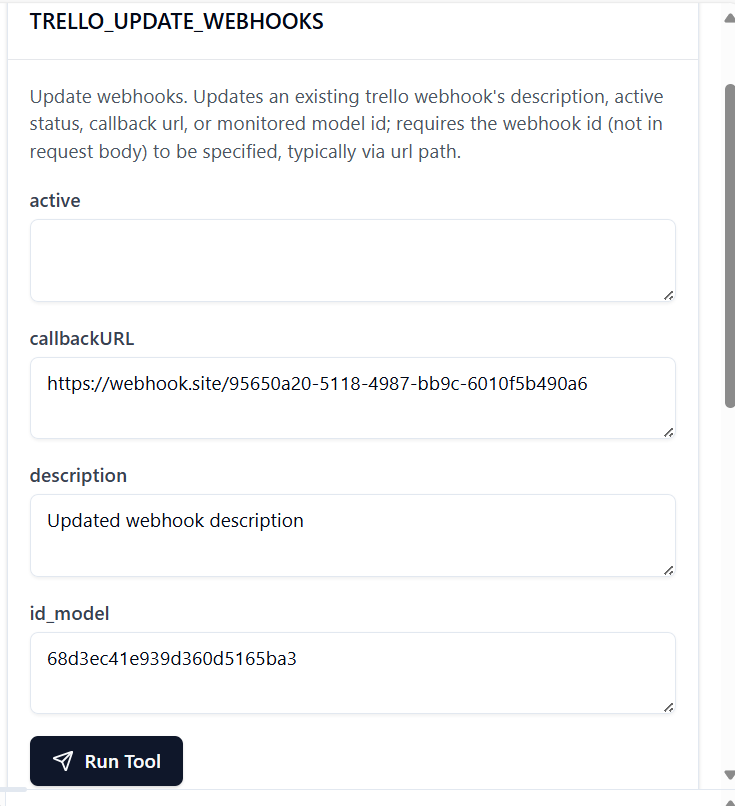 TRELLO_UPDATE_WEBHOOKS
Update webhooks. Updates an existing trello webhook's description, active
status, callback url, or monitored model id; requires the webhook id (not in
request body) to be specified, typically via url path.
active
callbackURL
https://webhook.site/95650a20-5118-4987-bb9c-6010f5b490a6
description
Updated webhook description
id_model
68d3ec41e939d360d5165ba3
Run Tool